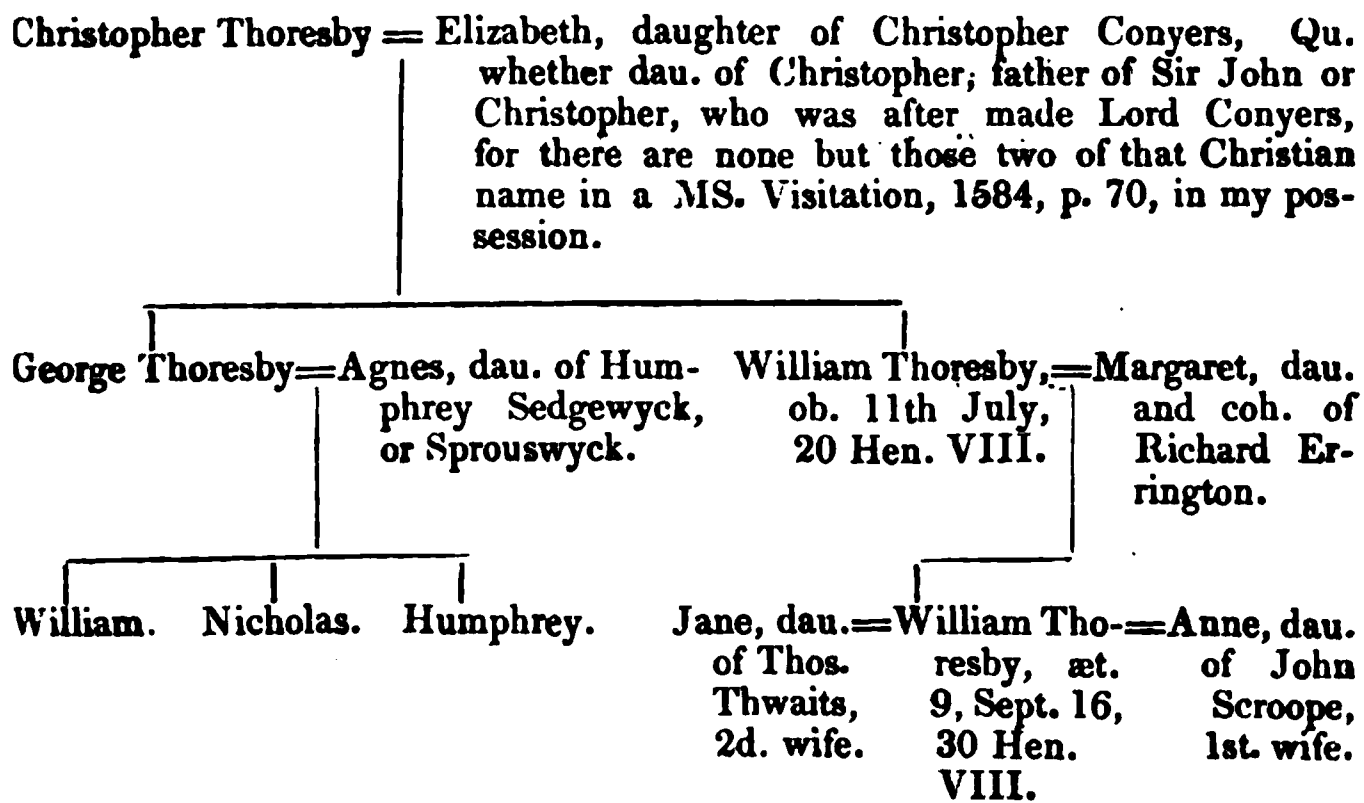 Christopher Thoresby = Elizabeth, daughter of Christopher Conyers, Qu.
whether dau. of Christopher, father of Sir John or
Christopher, who was after made Lord Conyers,
for there are none but those two of that Christian
name in a MS. Visitation, 1584, p. 70, in my pos-
session.
George Thoresby=Agnes, dau. of Hum-
phrey Sedgewyck,
or Sprouswyck.
William Thoresby,=Margaret, dau.
ob. 11th July, and coh. of
20 Hen. VIII. Richard Er-
rington.
William. Nicholas. Humphrey.
Jane, dau.=William Tho-=Anne, dau.
of Thos. resby, æt. of John
Thwaits, 9, Sept. 16, Scroope,
2d. wife. 30 Hen. 1st. wife.
VIII.